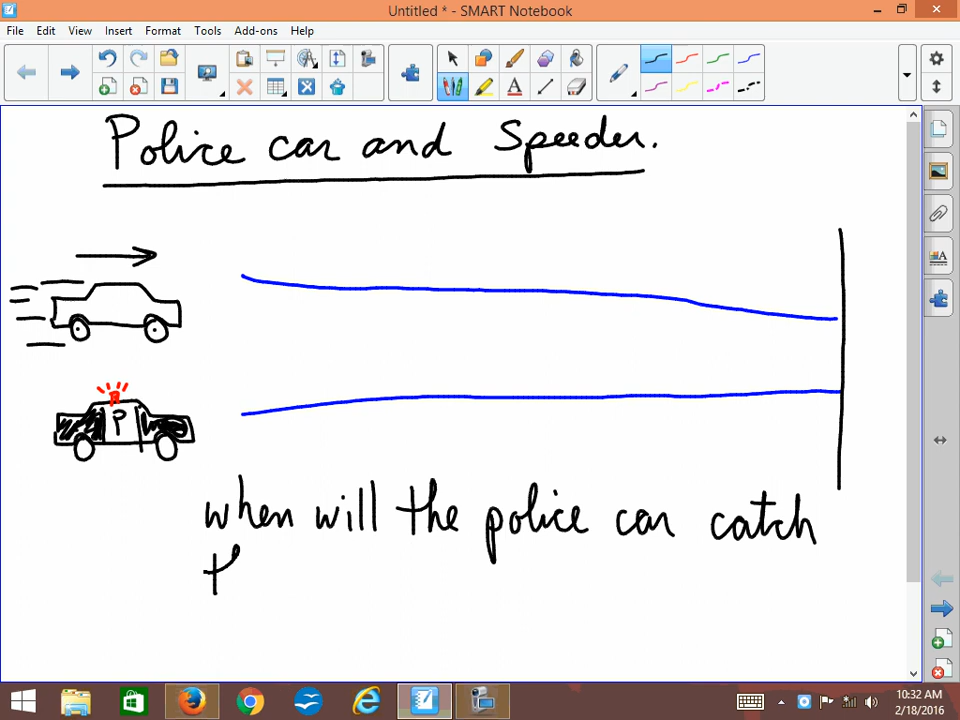 Untitled * - SMART Notebook
File Edit View Insert Format Tools Add-ons Help
Police car and Speeder.
P
when will the police car catch
t
10:32 AM
2/18/2016